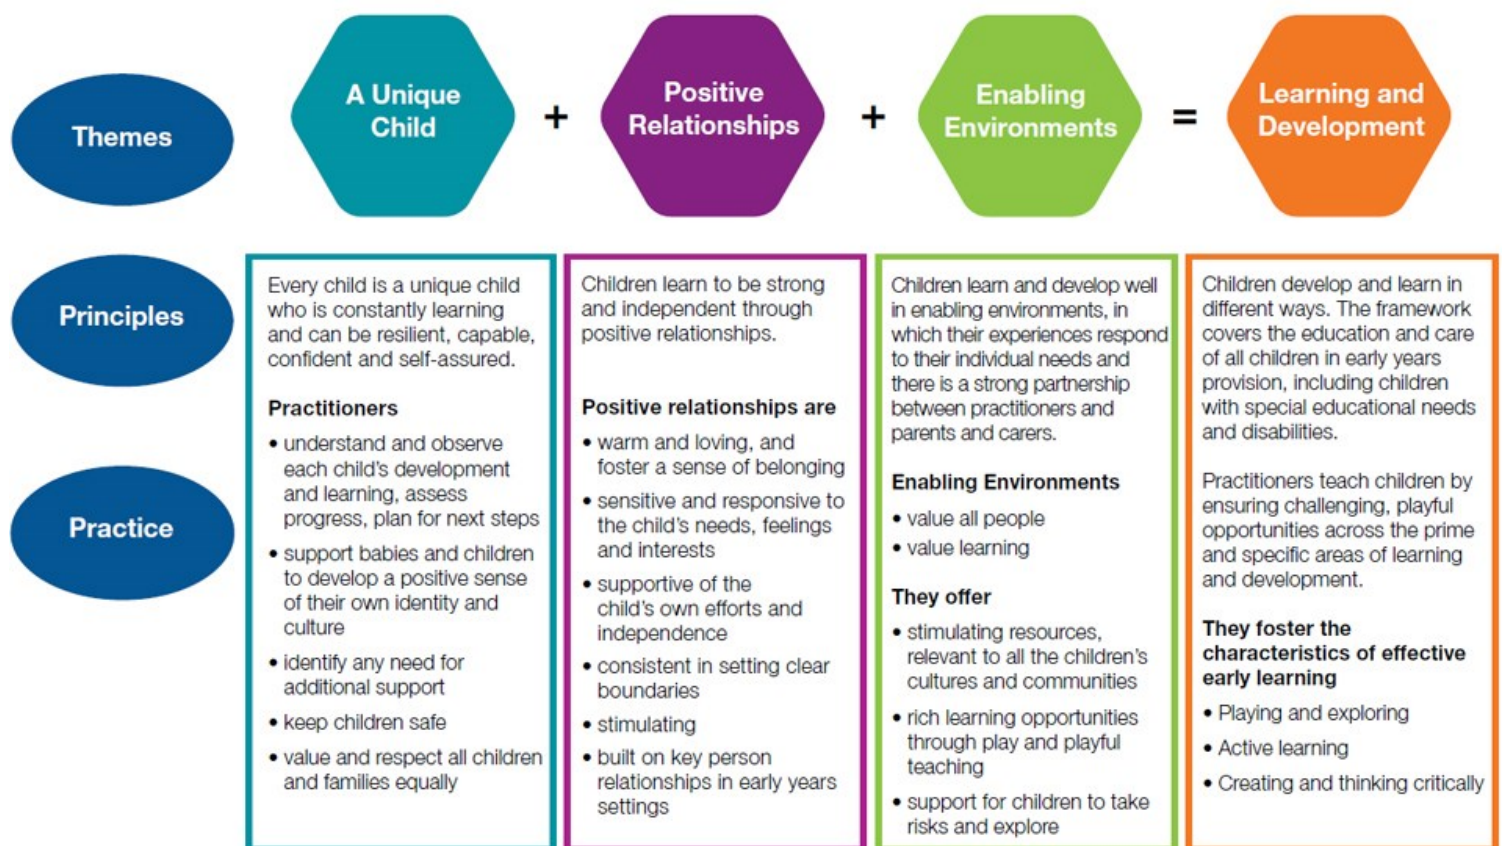 Themes
A Unique
Child
+
Positive
Relationships
+
Enabling
Environments
=
Learning and
Development
Principles
Practice
Every child is a unique child
who is constantly learning
and can be resilient, capable,
confident and self-assured.
Practitioners
• understand and observe
each child’s development
and learning, assess
progress, plan for next steps
• support babies and children
to develop a positive sense
of their own identity and
culture
• identify any need for
additional support
• keep children safe
• value and respect all children
and families equally
Children learn to be strong
and independent through
positive relationships.
Positive relationships are
• warm and loving, and
foster a sense of belonging
• sensitive and responsive to
the child’s needs, feelings
and interests
• supportive of the
child’s own efforts and
independence
• consistent in setting clear
boundaries
• stimulating
• built on key person
relationships in early years
settings
Children learn and develop well
in enabling environments, in
which their experiences respond
to their individual needs and
there is a strong partnership
between practitioners and
parents and carers.
Enabling Environments
• value all people
• value learning
They offer
• stimulating resources,
relevant to all the children’s
cultures and communities
• rich learning opportunities
through play and playful
teaching
• support for children to take
risks and explore
Children develop and learn in
different ways. The framework
covers the education and care
of all children in early years
provision, including children
with special educational needs
and disabilities.
Practitioners teach children by
ensuring challenging, playful
opportunities across the prime
and specific areas of learning
and development.
They foster the
characteristics of effective
early learning
• Playing and exploring
• Active learning
• Creating and thinking critically